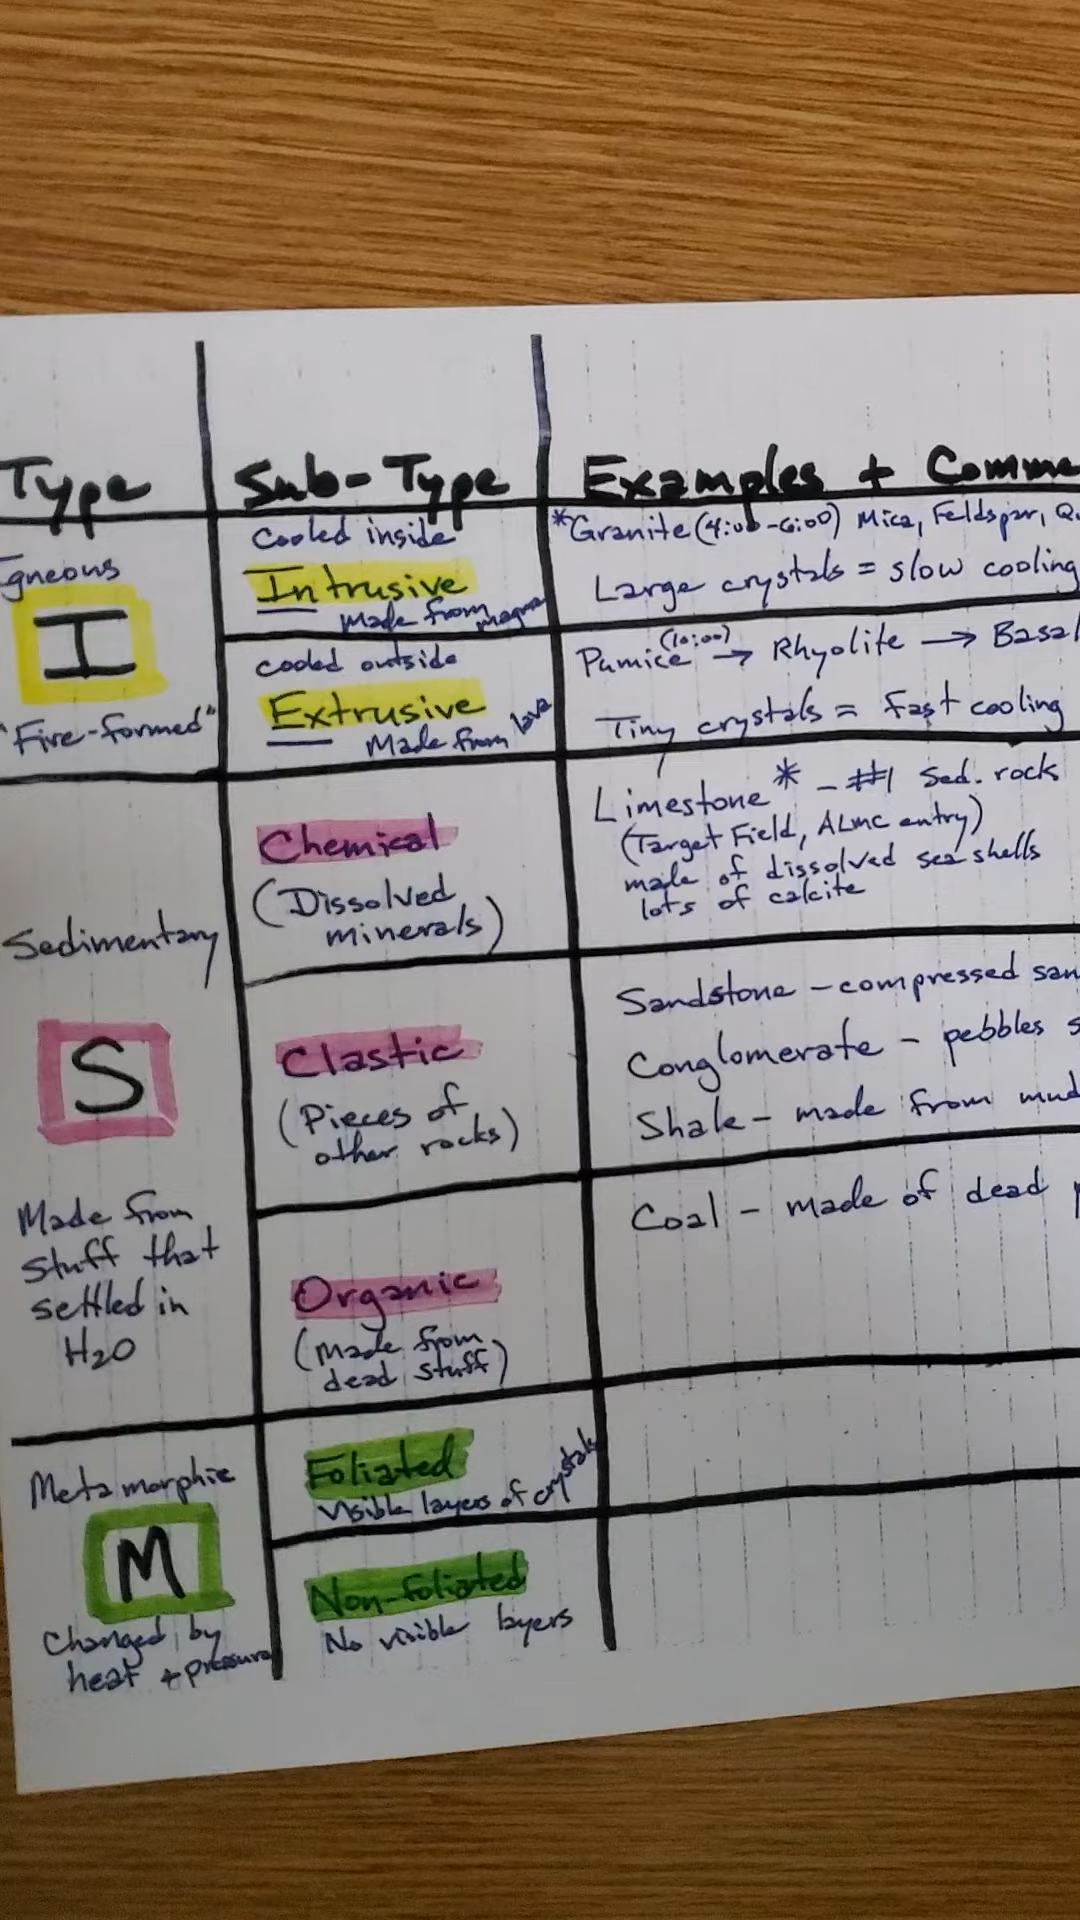 Type Sub-Type Examples + Comme
Igneous
I
"Fire-formed"
cooled inside
Intrusive
Made from magma
*Granite (4:00-6:00) Mica, Feldspar, Qu
Large crystals = slow cooling
cooled outside
Extrusive
Made from lava
(10:00)
Pumice → Rhyolite → Basal
Tiny crystals = fast cooling
Sedimentary
S
Made from
stuff that
settled in
H2O
Chemical
(Dissolved
minerals)
Limestone* - #1 Sed. rocks
(Target Field, ALMC entry)
made of dissolved sea shells
lots of calcite
Clastic
(Pieces of
other rocks)
Sandstone - compressed san
Conglomerate - pebbles s
Shale - made from mud
Organic
(made from
dead stuff)
Coal - made of dead p
Metamorphic
M
Changed by
heat + pressure
Foliated
Visible layers of crystals
Non-foliated
No visible layers